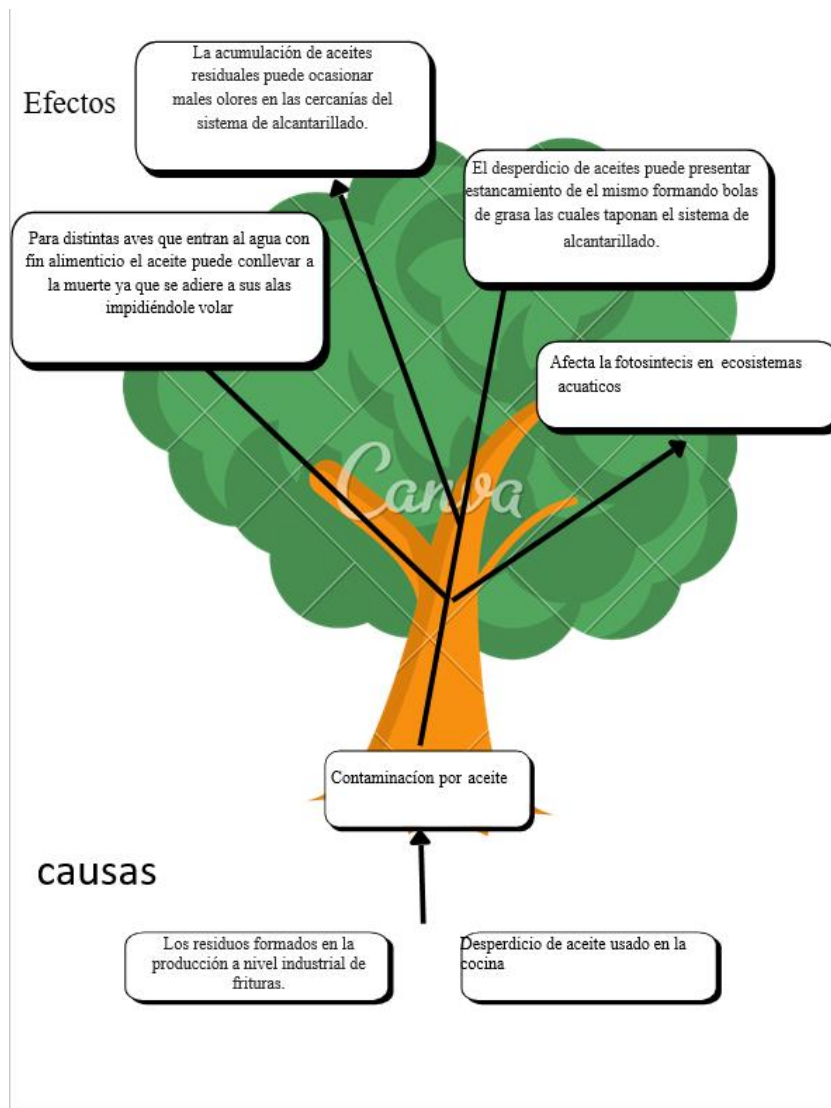 La acumulación de aceites
residuales puede ocasionar
males olores en las cercanías del
sistema de alcantarillado.
Efectos
El desperdicio de aceites puede presentar
estancamiento de el mismo formando bolas
de grasa las cuales taponan el sistema de
alcantarillado.
Para distintas aves que entran al agua con
fin alimenticio el aceite puede conllevar a
la muerte ya que se adiere a sus alas
impidiéndole volar
Afecta la fotosintecis en ecosistemas
acuaticos
Canva
Contaminacíon por aceite
causas
Los residuos formados en la
producción a nivel industrial de
frituras.
Desperdicio de aceite usado en la
cocina